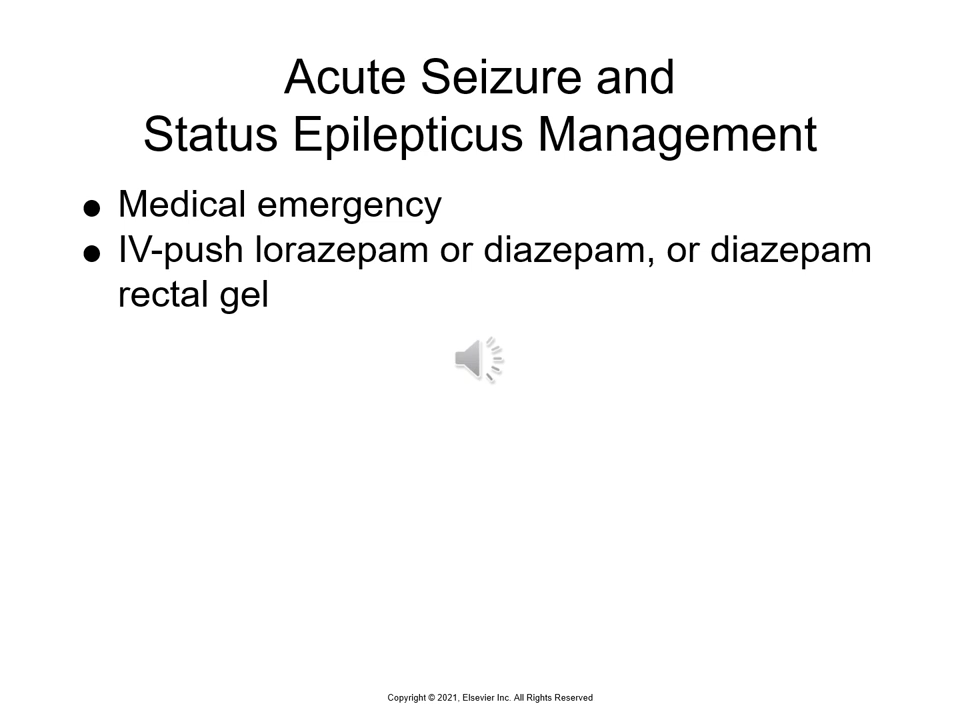 Acute Seizure and
Status Epilepticus Management
● Medical emergency
● IV-push lorazepam or diazepam, or diazepam
rectal gel
Copyright © 2021, Elsevier Inc. All Rights Reserved